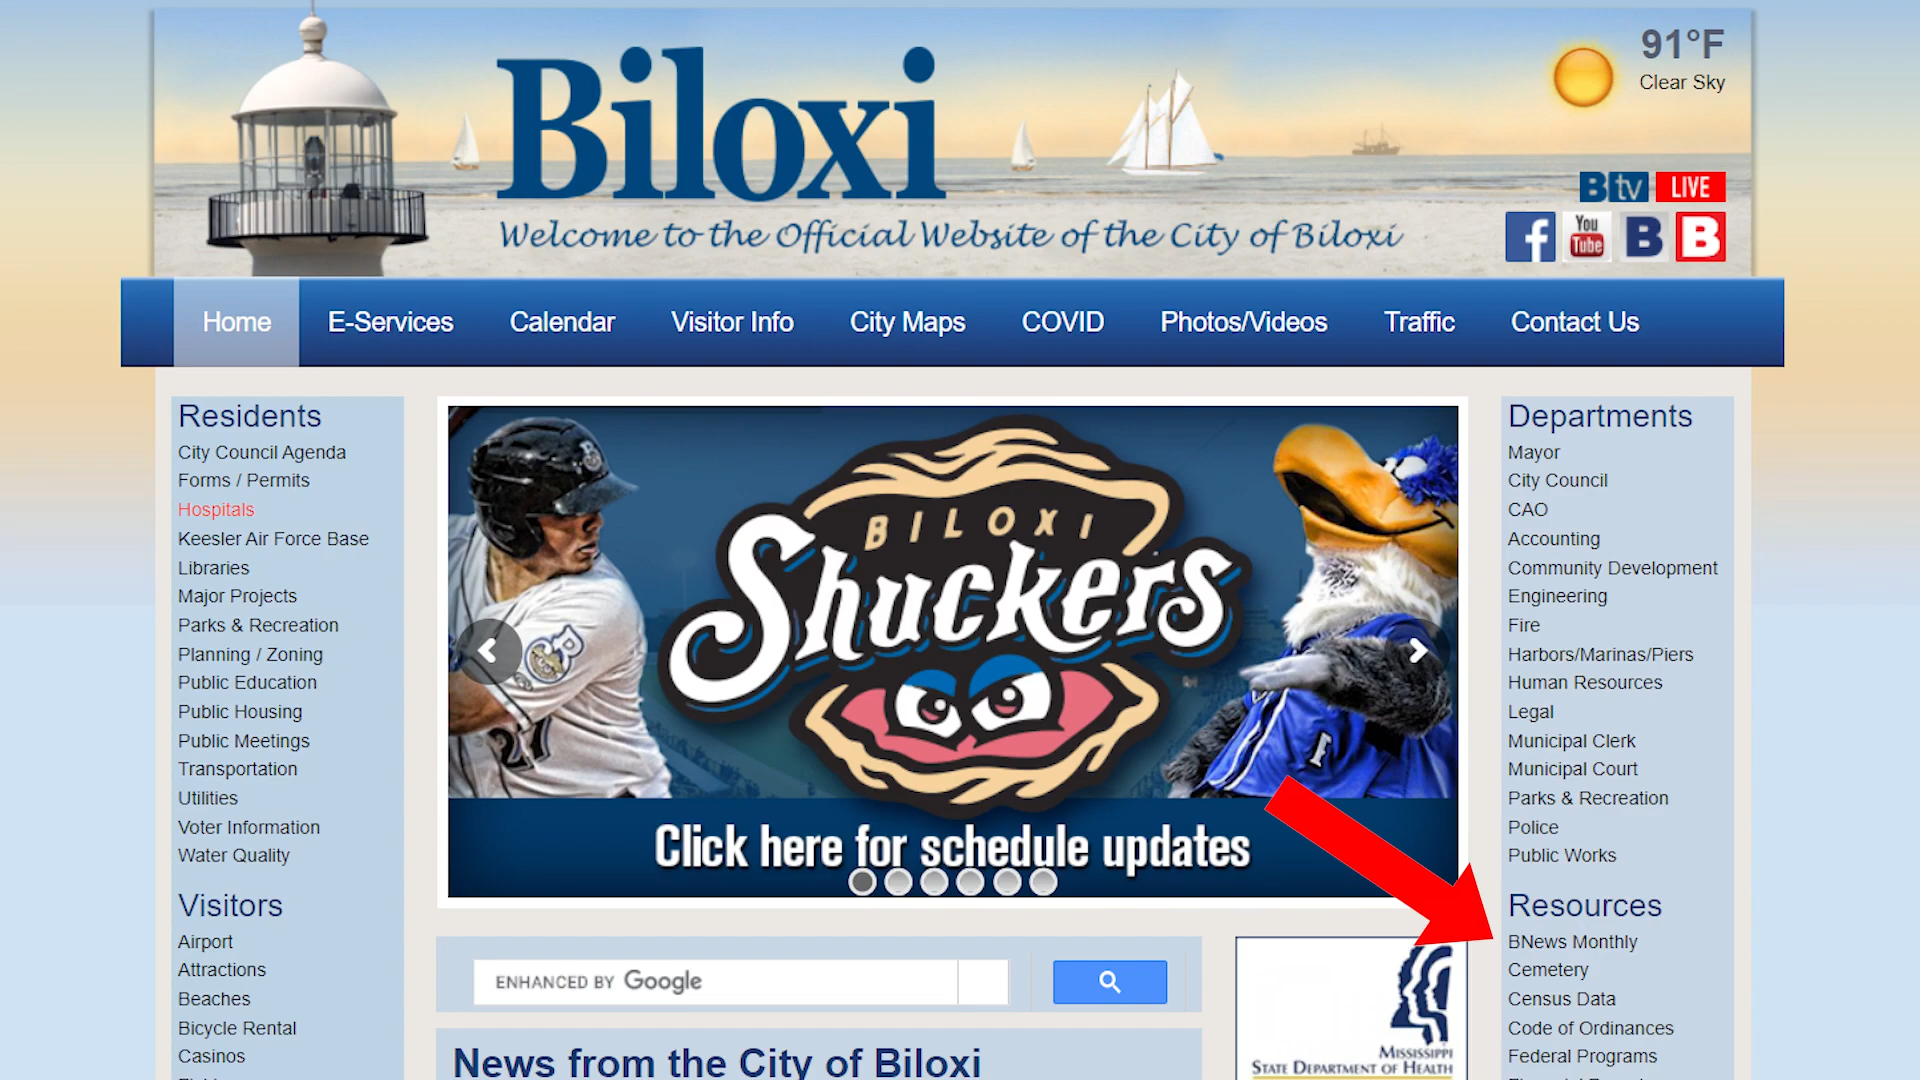 91°F
Clear Sky
Biloxi
Welcome to the Official Website of the City of Biloxi
Btv LIVE
f You Tube B B
Home E-Services Calendar Visitor Info City Maps COVID Photos/Videos Traffic Contact Us
Residents
City Council Agenda
Forms / Permits
Hospitals
Keesler Air Force Base
Libraries
Major Projects
Parks & Recreation
Planning / Zoning
Public Education
Public Housing
Public Meetings
Transportation
Utilities
Voter Information
Water Quality
Visitors
Airport
Attractions
Beaches
Bicycle Rental
Casinos
BILOXI
Shuckers
B
27
Click here for schedule updates
ENHANCED BY Google
News from the City of Biloxi
MISSISSIPPI
STATE DEPARTMENT OF HEALTH
Departments
Mayor
City Council
CAO
Accounting
Community Development
Engineering
Fire
Harbors/Marinas/Piers
Human Resources
Legal
Municipal Clerk
Municipal Court
Parks & Recreation
Police
Public Works
Resources
BNews Monthly
Cemetery
Census Data
Code of Ordinances
Federal Programs